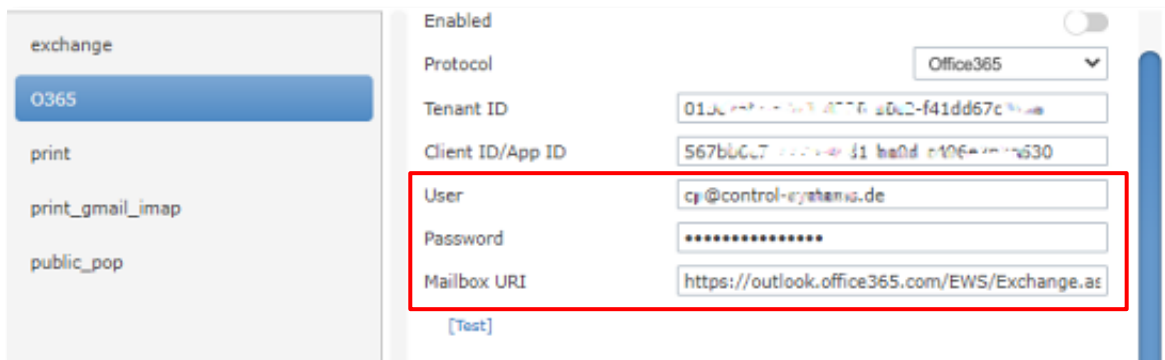 exchange
O365
print
print_gmail_imap
public_pop
Enabled
Protocol
Office365
Tenant ID
Client ID/App ID
User
Password
•••••••••••••••
Mailbox URI
https://outlook.office365.com/EWS/Exchange.as
[Test]